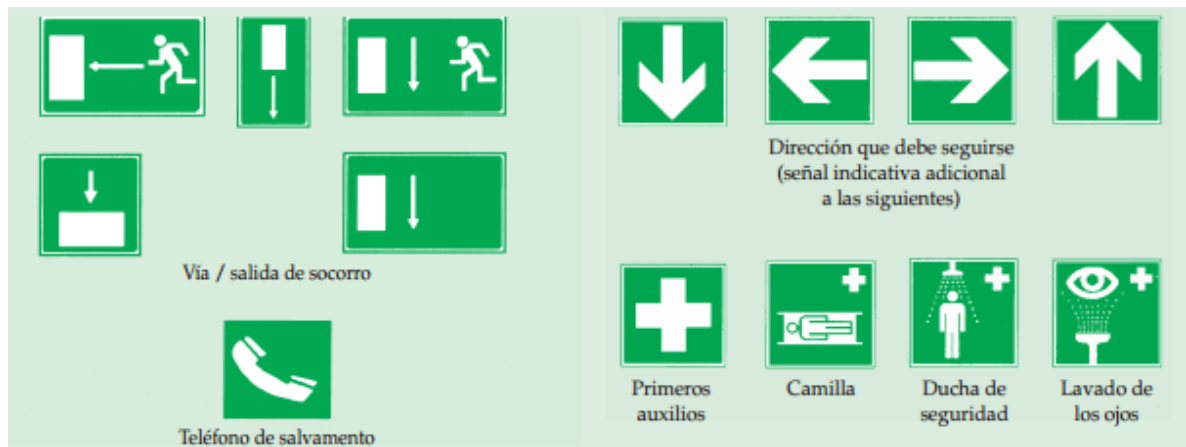 Vía / salida de socorro
Teléfono de salvamento
Dirección que debe seguirse
(señal indicativa adicional
a las siguientes)
Primeros
auxilios
Camilla
Ducha de
seguridad
Lavado de
los ojos